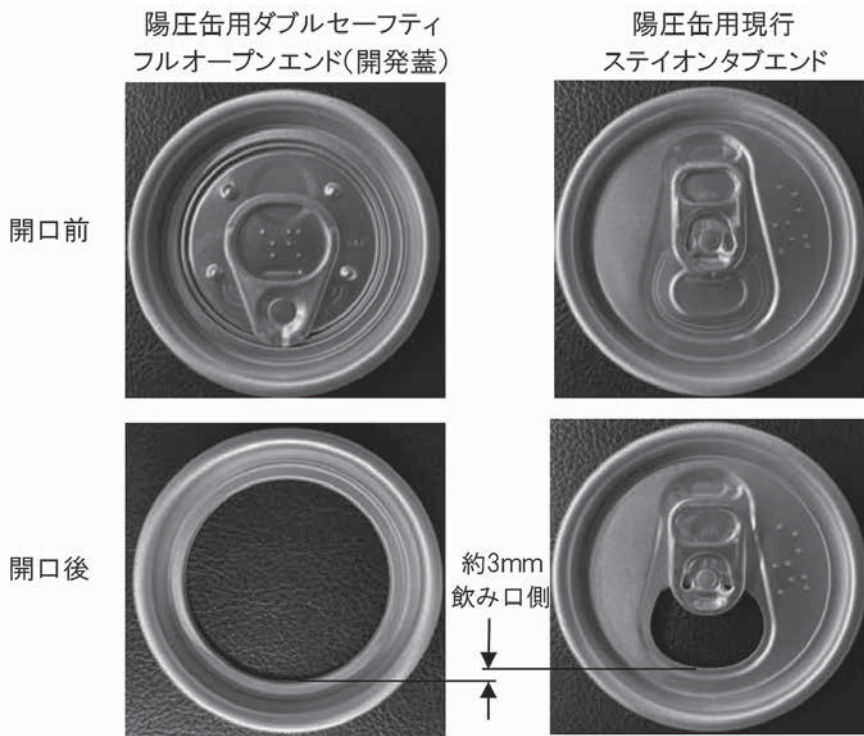 陽圧缶用ダブルセーフティ
フルオープンエンド(開発蓋)
陽圧缶用現行
ステイオンタブエンド
開口前
開口後
約3mm
飲み口側